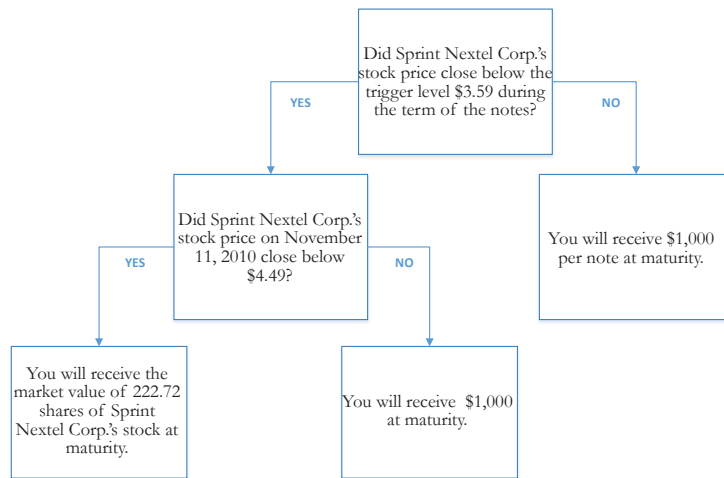 Did Sprint Nextel Corp.'s
stock price close below the
trigger level $3.59 during
the term of the notes?
YES
NO
Did Sprint Nextel Corp.'s
stock price on November
11, 2010 close below
$4.49?
You will receive $1,000
per note at maturity.
YES
NO
You will receive the
market value of 222.72
shares of Sprint
Nextel Corp.'s stock at
maturity.
You will receive $1,000
at maturity.